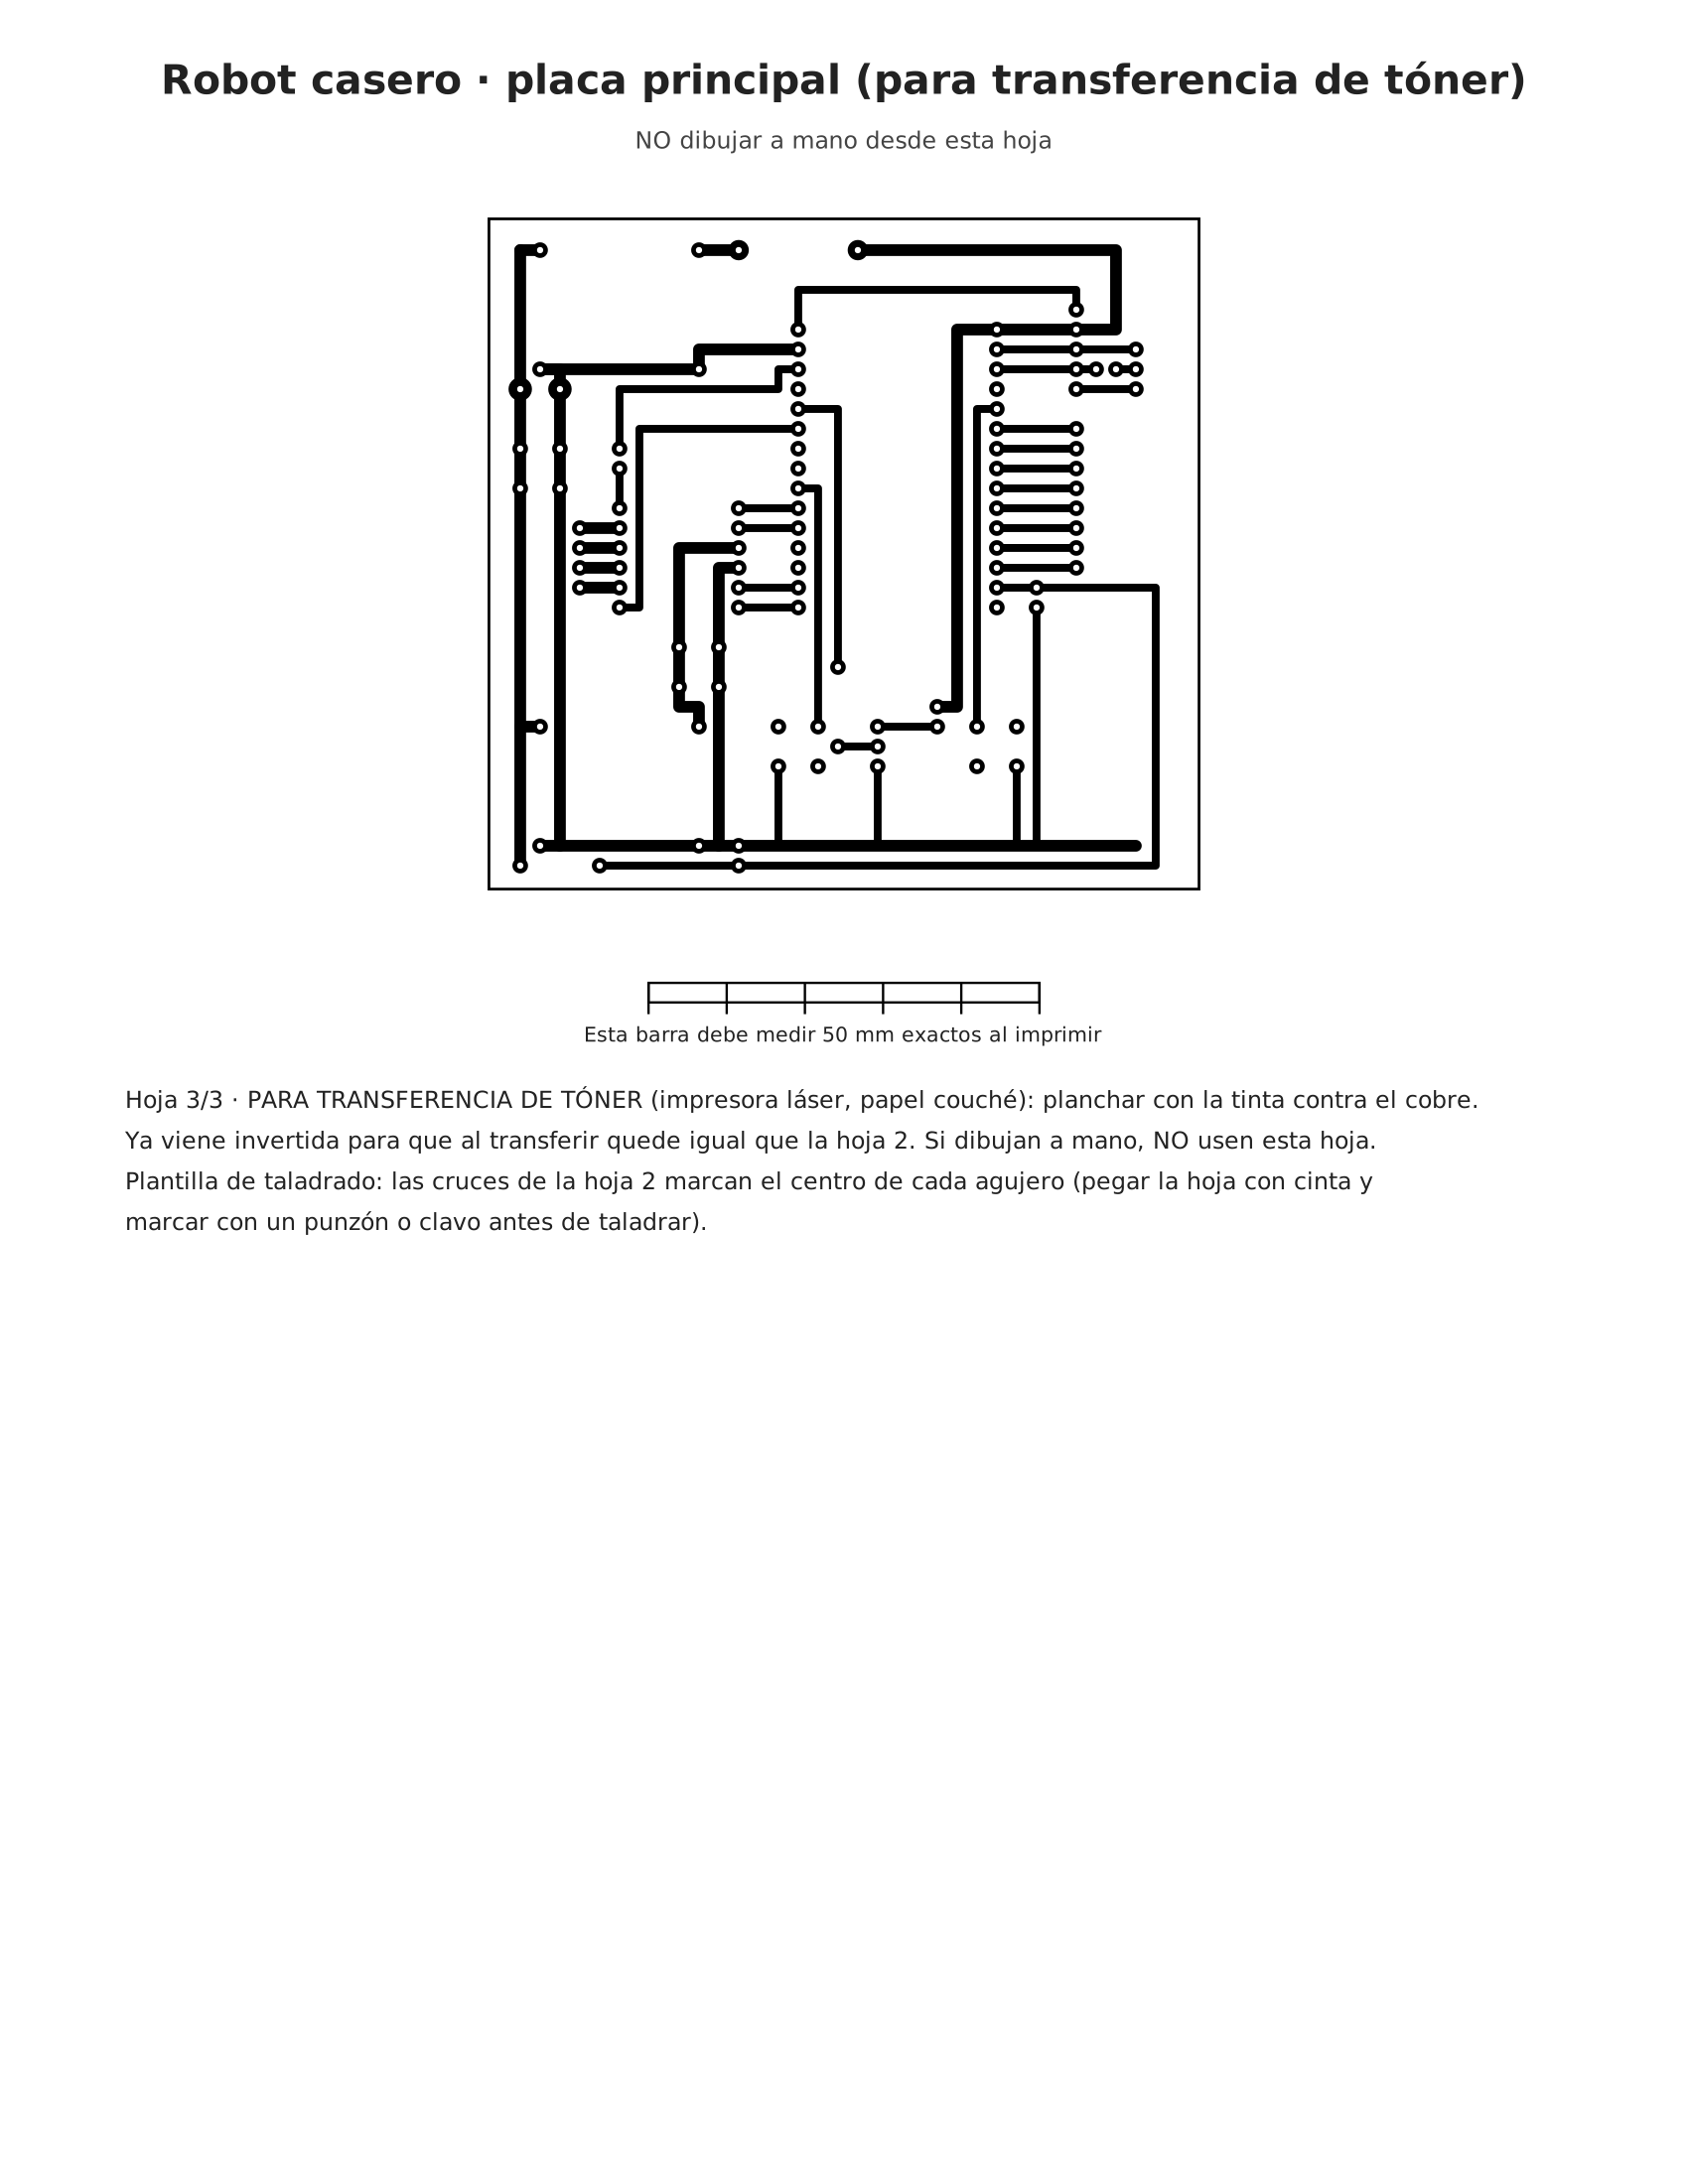 Robot casero · placa principal (para transferencia de tóner)
NO dibujar a mano desde esta hoja
Esta barra debe medir 50 mm exactos al imprimir
Hoja 3/3 · PARA TRANSFERENCIA DE TÓNER (impresora láser, papel couché): planchar con la tinta contra el cobre.
Ya viene invertida para que al transferir quede igual que la hoja 2. Si dibujan a mano, NO usen esta hoja.
Plantilla de taladrado: las cruces de la hoja 2 marcan el centro de cada agujero (pegar la hoja con cinta y
marcar con un punzón o clavo antes de taladrar).